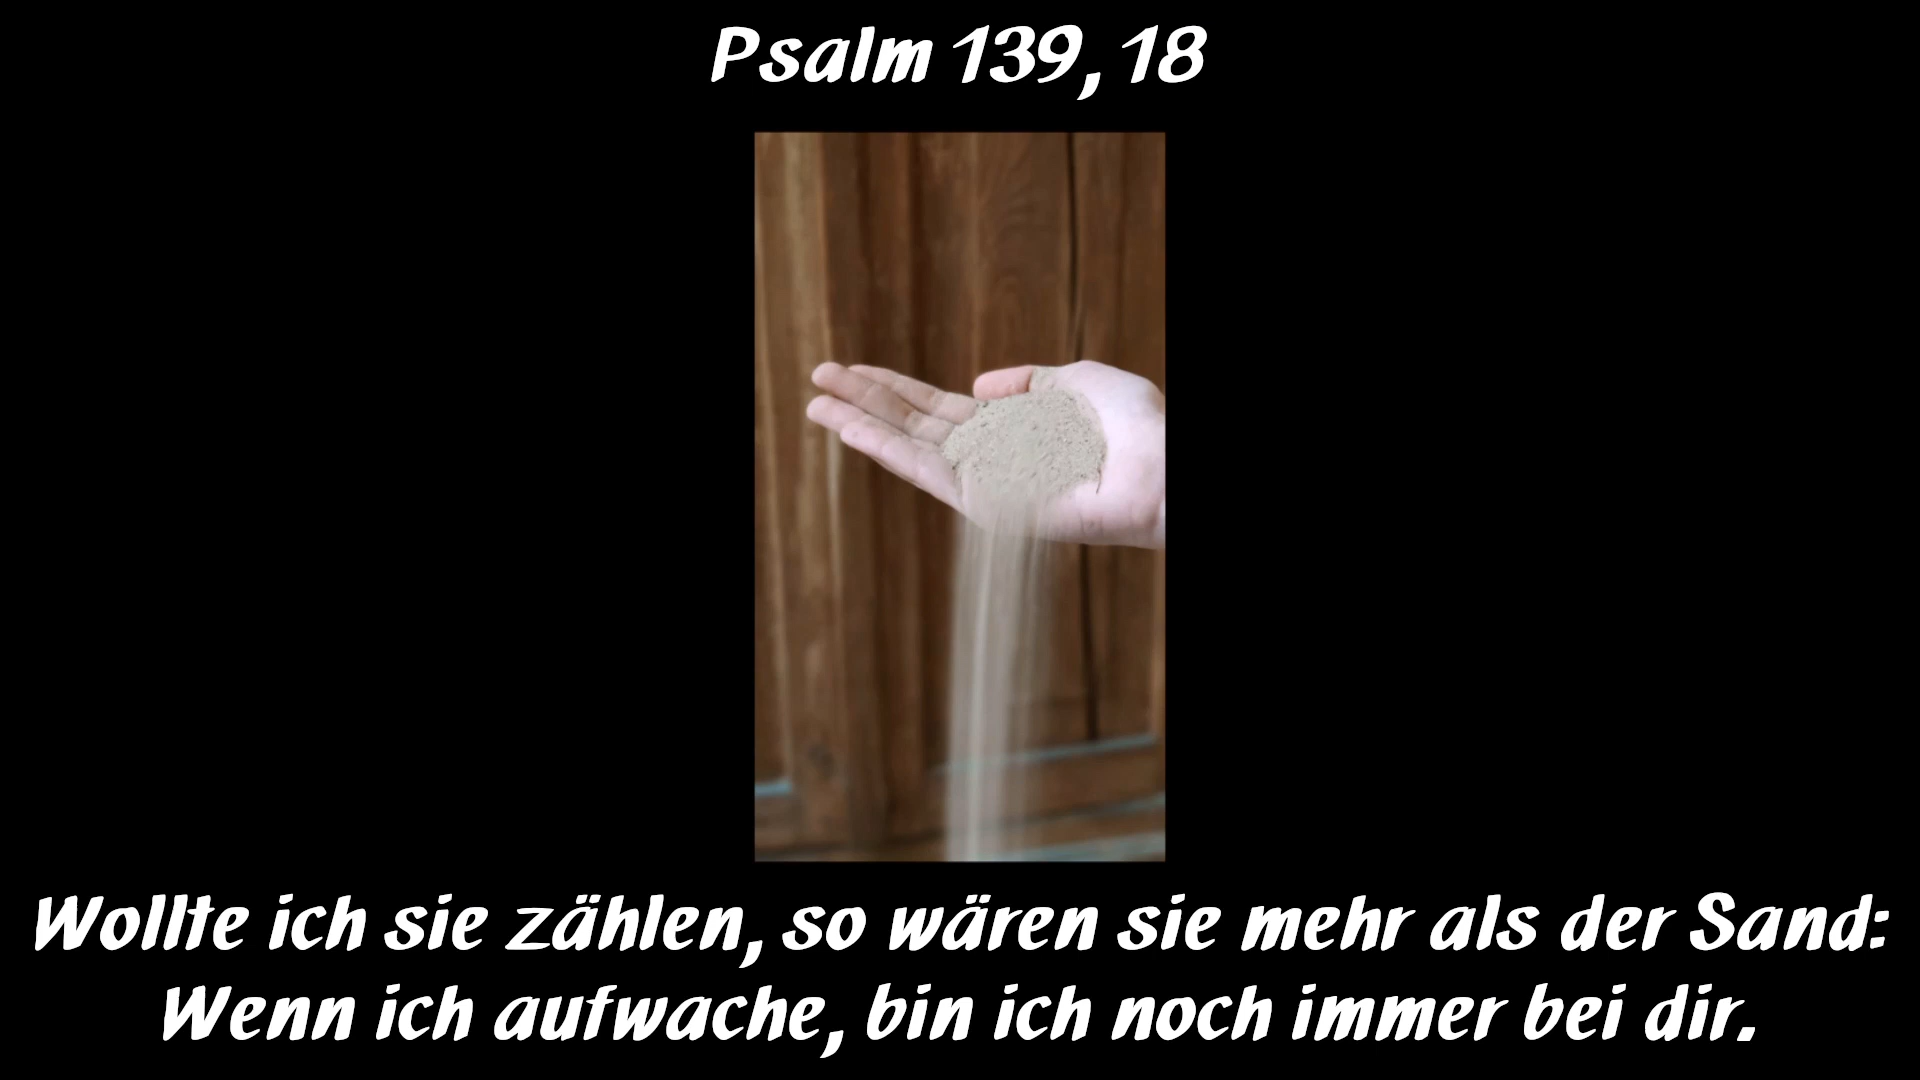 Psalm 139, 18
Wollte ich sie zählen, so wären sie mehr als der Sand:
Wenn ich aufwache, bin ich noch immer bei dir.